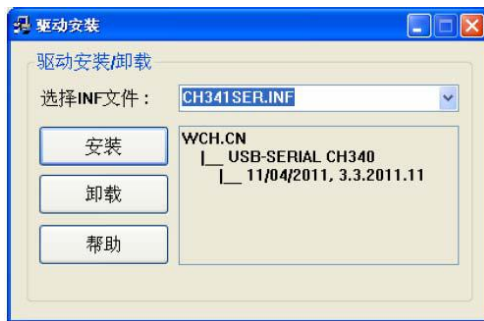 驱动安装
驱动安装/卸载
选择INF文件：
CH341SER.INF
安装
卸载
帮助
WCH.CN
|__ USB-SERIAL CH340
|__ 11/04/2011, 3.3.2011.11